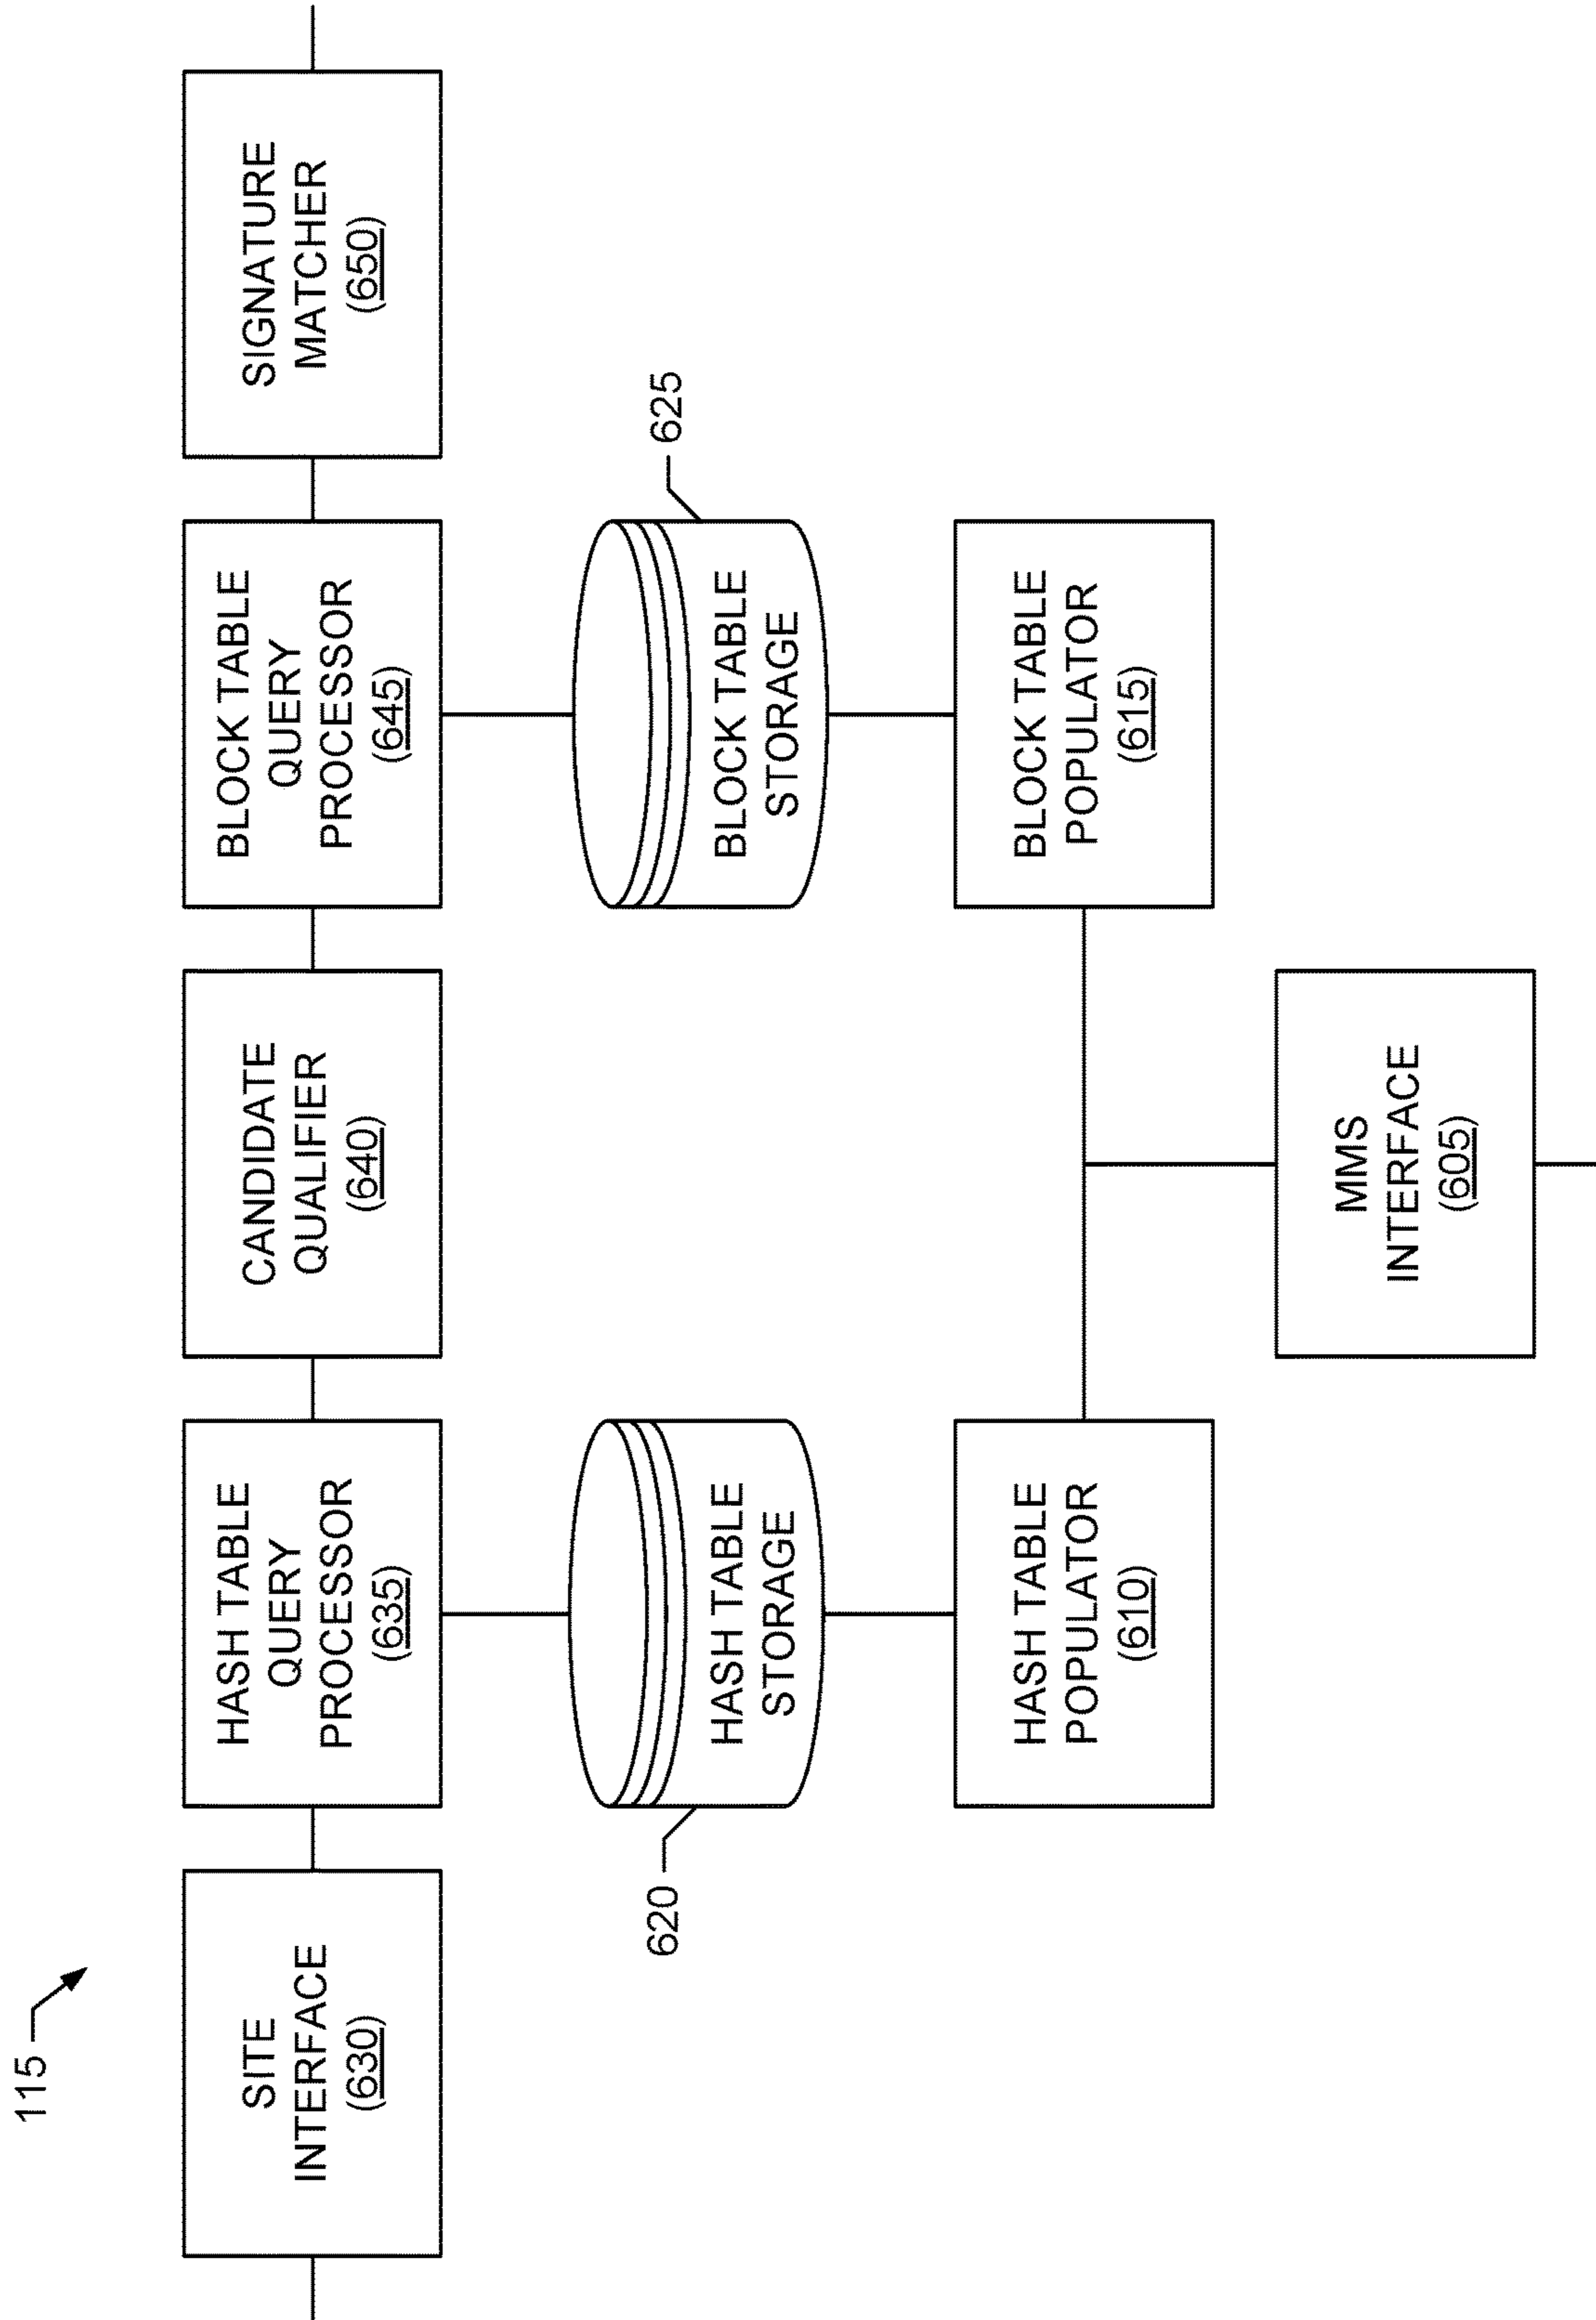 115
SITE
INTERFACE
(630)
HASH TABLE
QUERY
PROCESSOR
(635)
CANDIDATE
QUALIFIER
(640)
BLOCK TABLE
QUERY
PROCESSOR
(645)
SIGNATURE
MATCHER
(650)
620
HASH TABLE
STORAGE
BLOCK TABLE
STORAGE
625
HASH TABLE
POPULATOR
(610)
BLOCK TABLE
POPULATOR
(615)
MMS
INTERFACE
(605)